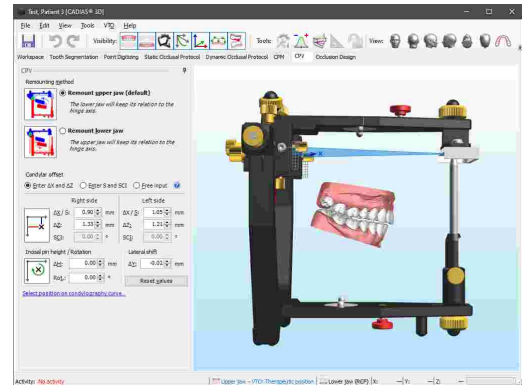 Test, Patient 3 [CADIAS® 3D]
File Edit View Tools VTO Help
Visibility: Tools: View:
Workspace Tooth Segmentation Point Digitizing Static Occlusal Protocol Dynamic Occlusal Protocol CPM CPV Occlusion Design
CPV
Remounting method
Remount upper jaw (default)
The lower jaw will keep its relation to the
hinge axis.
Remount lower jaw
The upper jaw will keep its relation to the
hinge axis.
Condylar offset
Enter ΔX and ΔZ Enter S and SCI Free input
Right side Left side
ΔX / S: 0.90 mm ΔX / S: 1.05 mm
ΔZ: 1.33 mm ΔZ: 1.21 mm
SCI: 0.00 ° SCI: 0.00 °
Incisal pin height / Rotation Lateral shift
ΔH: 0.00 mm ΔY: -0.02 mm
Rot.: 0.00 ° Reset values
Select position on condylography curve...
Activity: No activity Upper jaw - VTO: Therapeutic position Lower jaw (RCP) X: — Y: — Z: